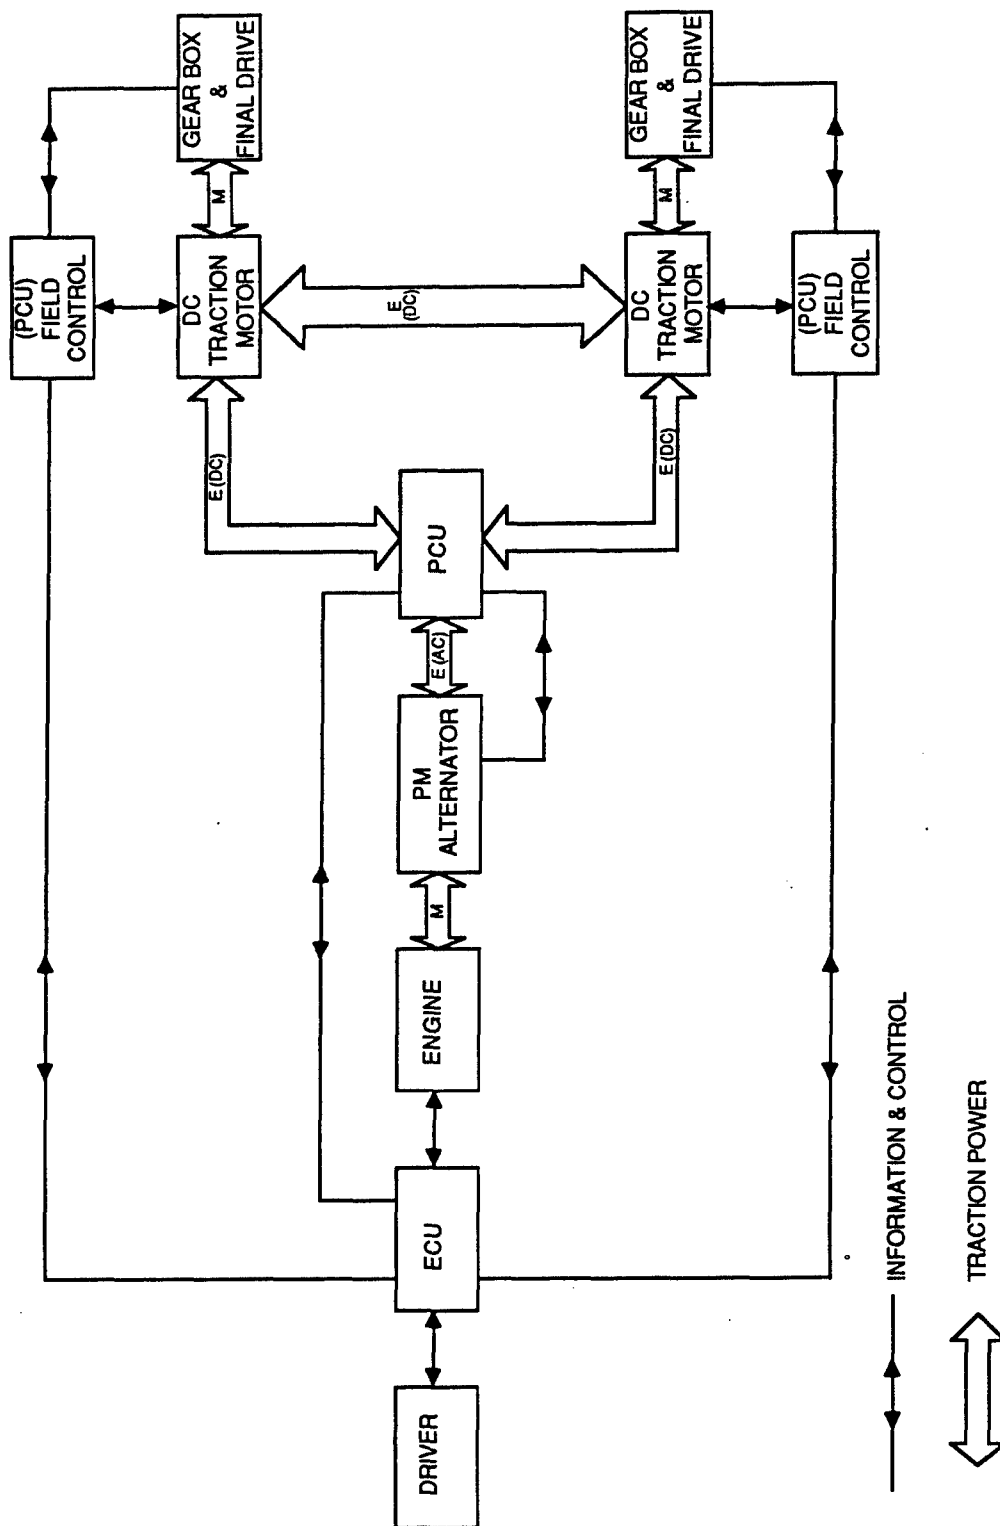 (PCU)
FIELD
CONTROL
GEAR BOX
&
FINAL DRIVE
M
DC
TRACTION
MOTOR
E (DC)
E
(DC)
DRIVER
ECU
ENGINE
M
PM
ALTERNATOR
E (AC)
PCU
E (DC)
DC
TRACTION
MOTOR
M
GEAR BOX
&
FINAL DRIVE
(PCU)
FIELD
CONTROL
INFORMATION & CONTROL
TRACTION POWER